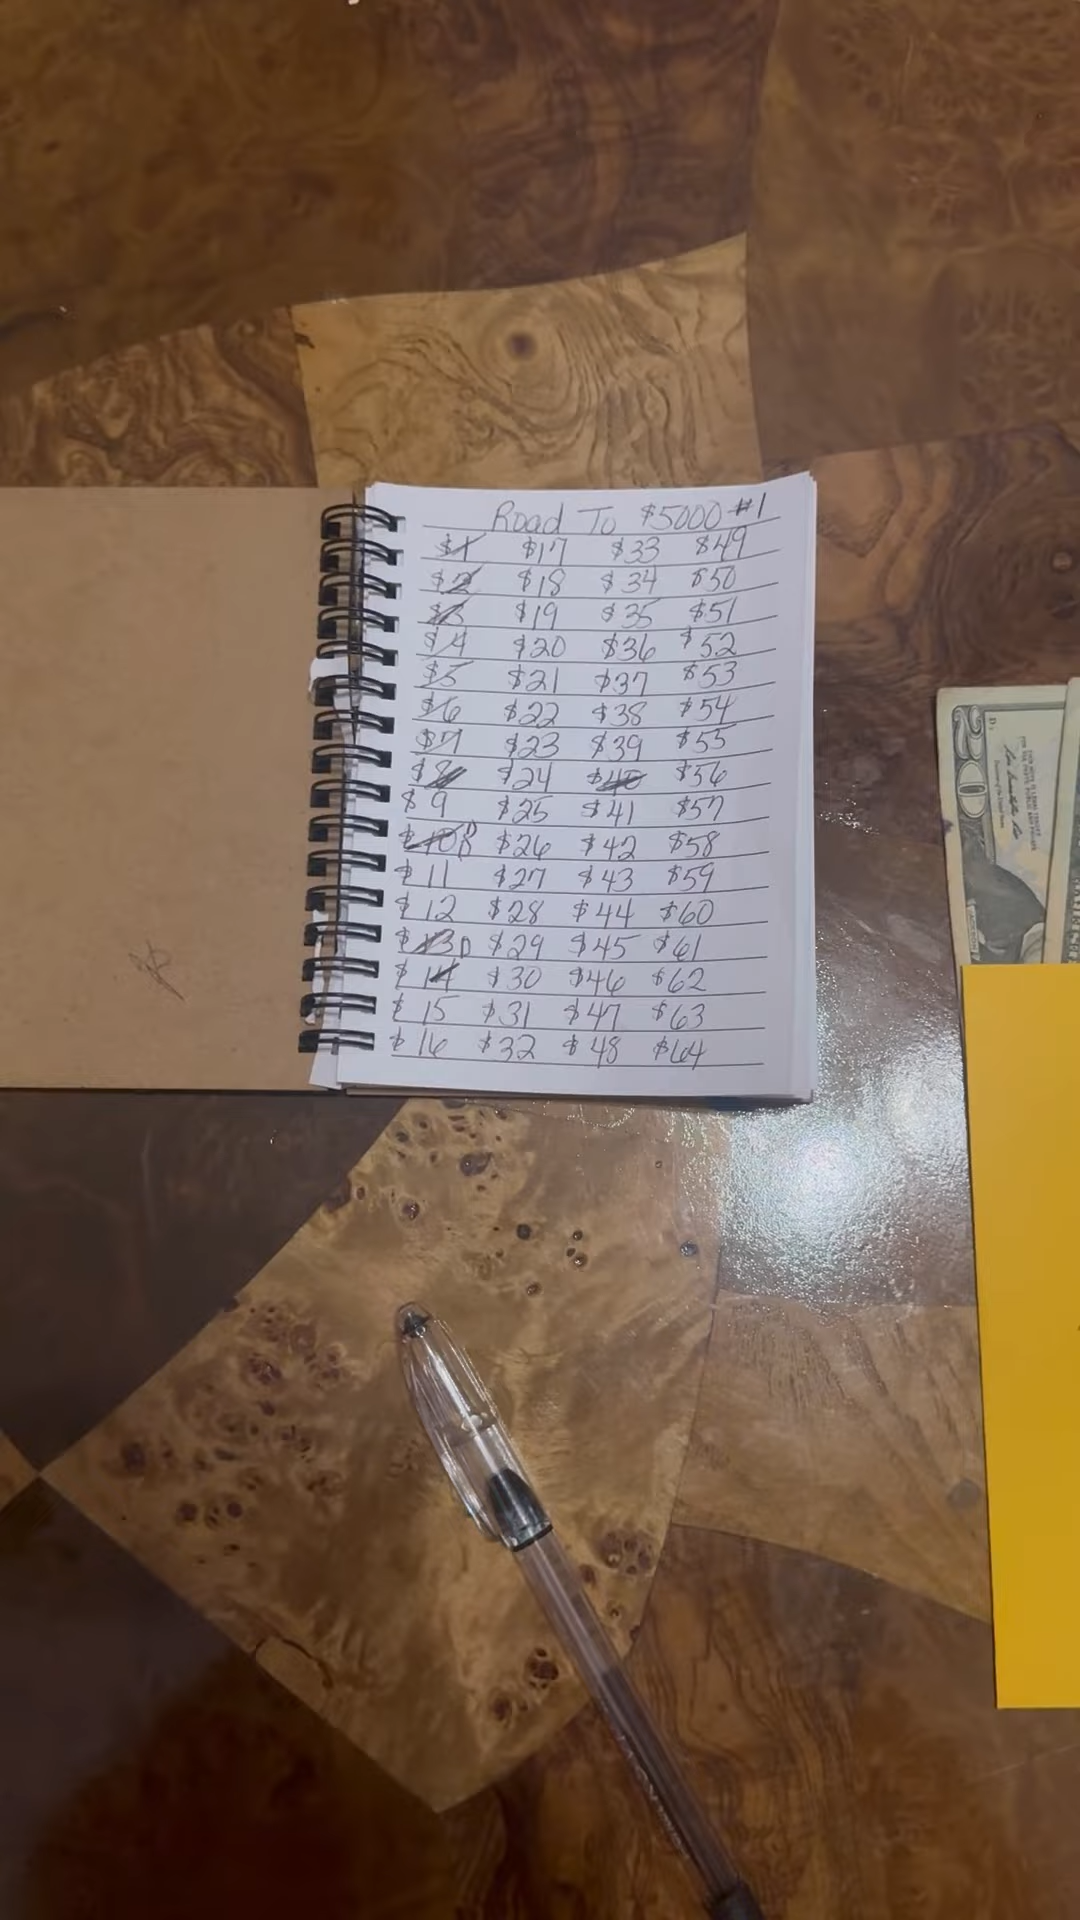 Road To $5000 #1
$1 $17 $33 $49
$2 $18 $34 $50
$3 $19 $35 $51
$4 $20 $36 $52
$5 $21 $37 $53
$6 $22 $38 $54
$7 $23 $39 $55
$8 $24 $40 $56
$9 $25 $41 $57
$10 $26 $42 $58
$11 $27 $43 $59
$12 $28 $44 $60
$13 D $29 $45 $61
$14 $30 $46 $62
$15 $31 $47 $63
$16 $32 $48 $64
20